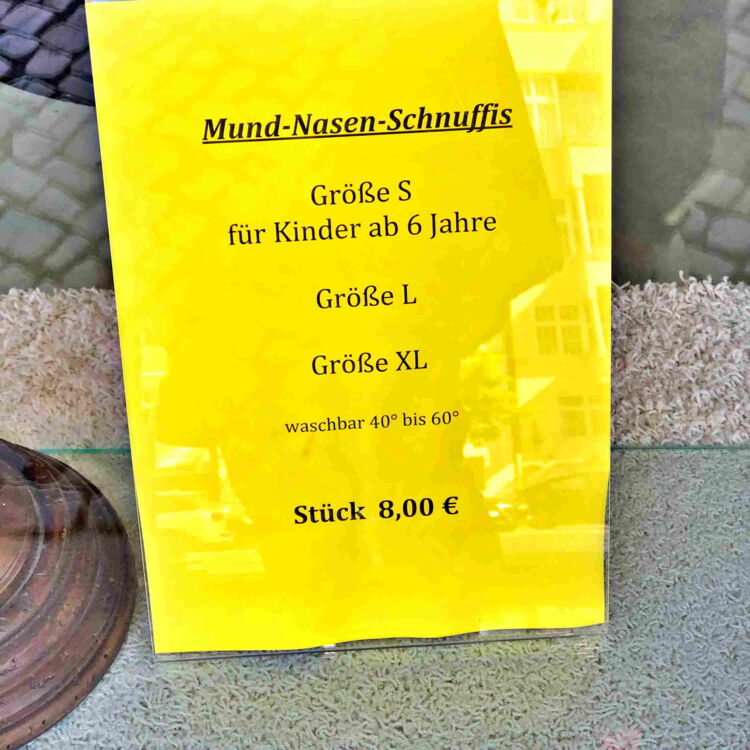 Mund-Nasen-Schnuffis
Größe S
für Kinder ab 6 Jahre
Größe L
Größe XL
waschbar 40° bis 60°
Stück 8,00 €